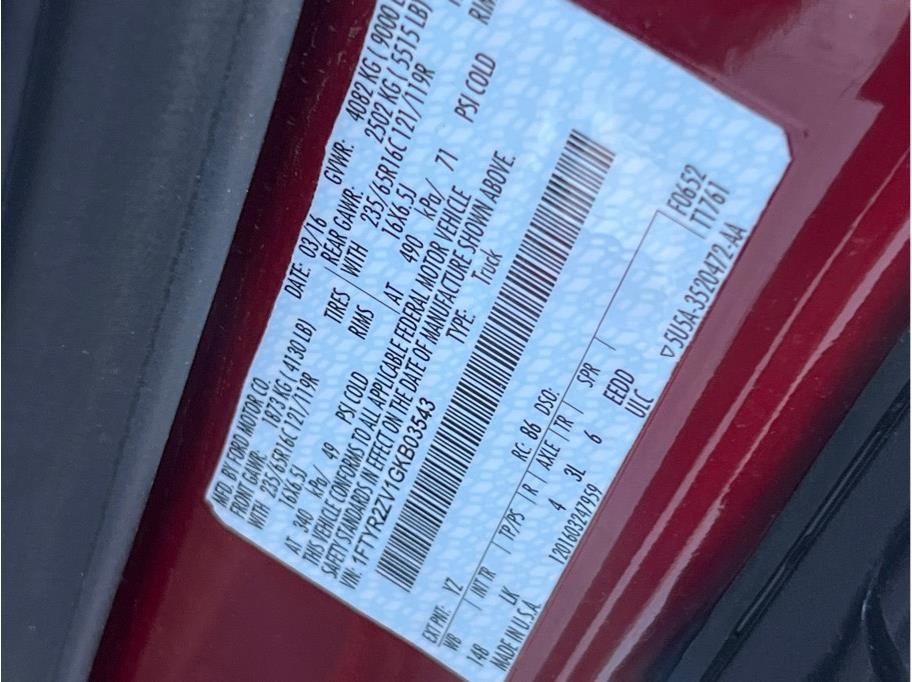 MFD. BY FORD MOTOR CO.
DATE: 03/16 GVWR: 4082 KG ( 9000 L
FRONT GAWR: 1873 KG ( 4130 LB) REAR GAWR: 2502 KG ( 5515 LB)
WITH 235/65R16C 121/119R TIRES WITH 235/65R16C 121/119R
16X6.5J RIMS 16X6.5J RIM
AT 340 kPa/ 49 PSI COLD AT 490 kPa/ 71 PSI COLD
THIS VEHICLE CONFORMS TO ALL APPLICABLE FEDERAL MOTOR VEHICLE
SAFETY STANDARDS IN EFFECT ON THE DATE OF MANUFACTURE SHOWN ABOVE.
VIN: 1FTYR2ZV1GKB03543 TYPE: Truck
EXT PNT: YZ RC: 86 DSO:
WB INT TR TP/PS R AXLE TR SPR F0652
148 LK 4 3L 6 EEDD T1761
MADE IN U.S.A. 1201603247959 ULC ▽5U5A-3520472-AA